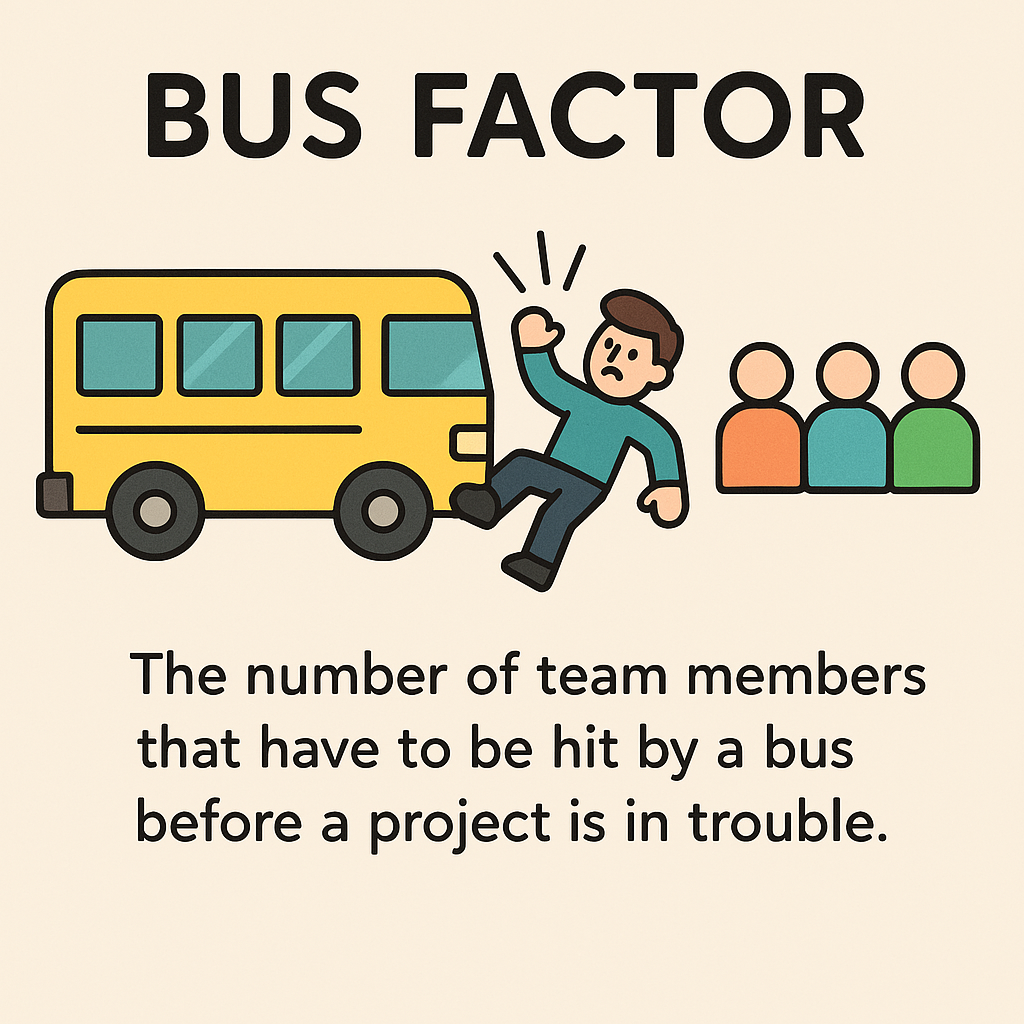 BUS FACTOR
The number of team members
that have to be hit by a bus
before a project is in trouble.